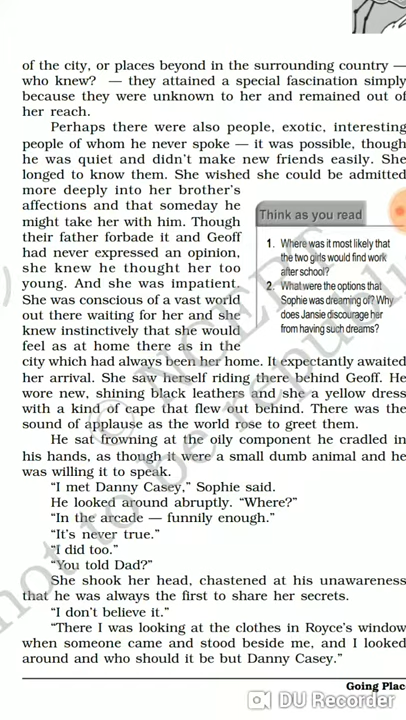 of the city, or places beyond in the surrounding country —
who knew? — they attained a special fascination simply
because they were unknown to her and remained out of
her reach.
Perhaps there were also people, exotic, interesting
people of whom he never spoke — it was possible, though
he was quiet and didn't make new friends easily. She
longed to know them. She wished she could be admitted
more deeply into her brother's
affections and that someday he
might take her with him. Though
their father forbade it and Geoff
had never expressed an opinion,
she knew he thought her too
young. And she was impatient.
She was conscious of a vast world
out there waiting for her and she
knew instinctively that she would
feel as at home there as in the
Think as you read
1. Where was it most likely that
the two girls would find work
after school?
2. What were the options that
Sophie was dreaming of? Why
does Jansie discourage her
from having such dreams?
city which had always been her home. It expectantly awaited
her arrival. She saw herself riding there behind Geoff. He
wore new, shining black leathers and she a yellow dress
with a kind of cape that flew out behind. There was the
sound of applause as the world rose to greet them.
He sat frowning at the oily component he cradled in
his hands, as though it were a small dumb animal and he
was willing it to speak.
"I met Danny Casey," Sophie said.
He looked around abruptly. "Where?"
"In the arcade — funnily enough."
"It's never true."
"I did too."
"You told Dad?"
She shook her head, chastened at his unawareness
that he was always the first to share her secrets.
"I don't believe it."
"There I was looking at the clothes in Royce's window
when someone came and stood beside me, and I looked
around and who should it be but Danny Casey."
Going Plac
DU Recorder
© NCERT
not to be republi